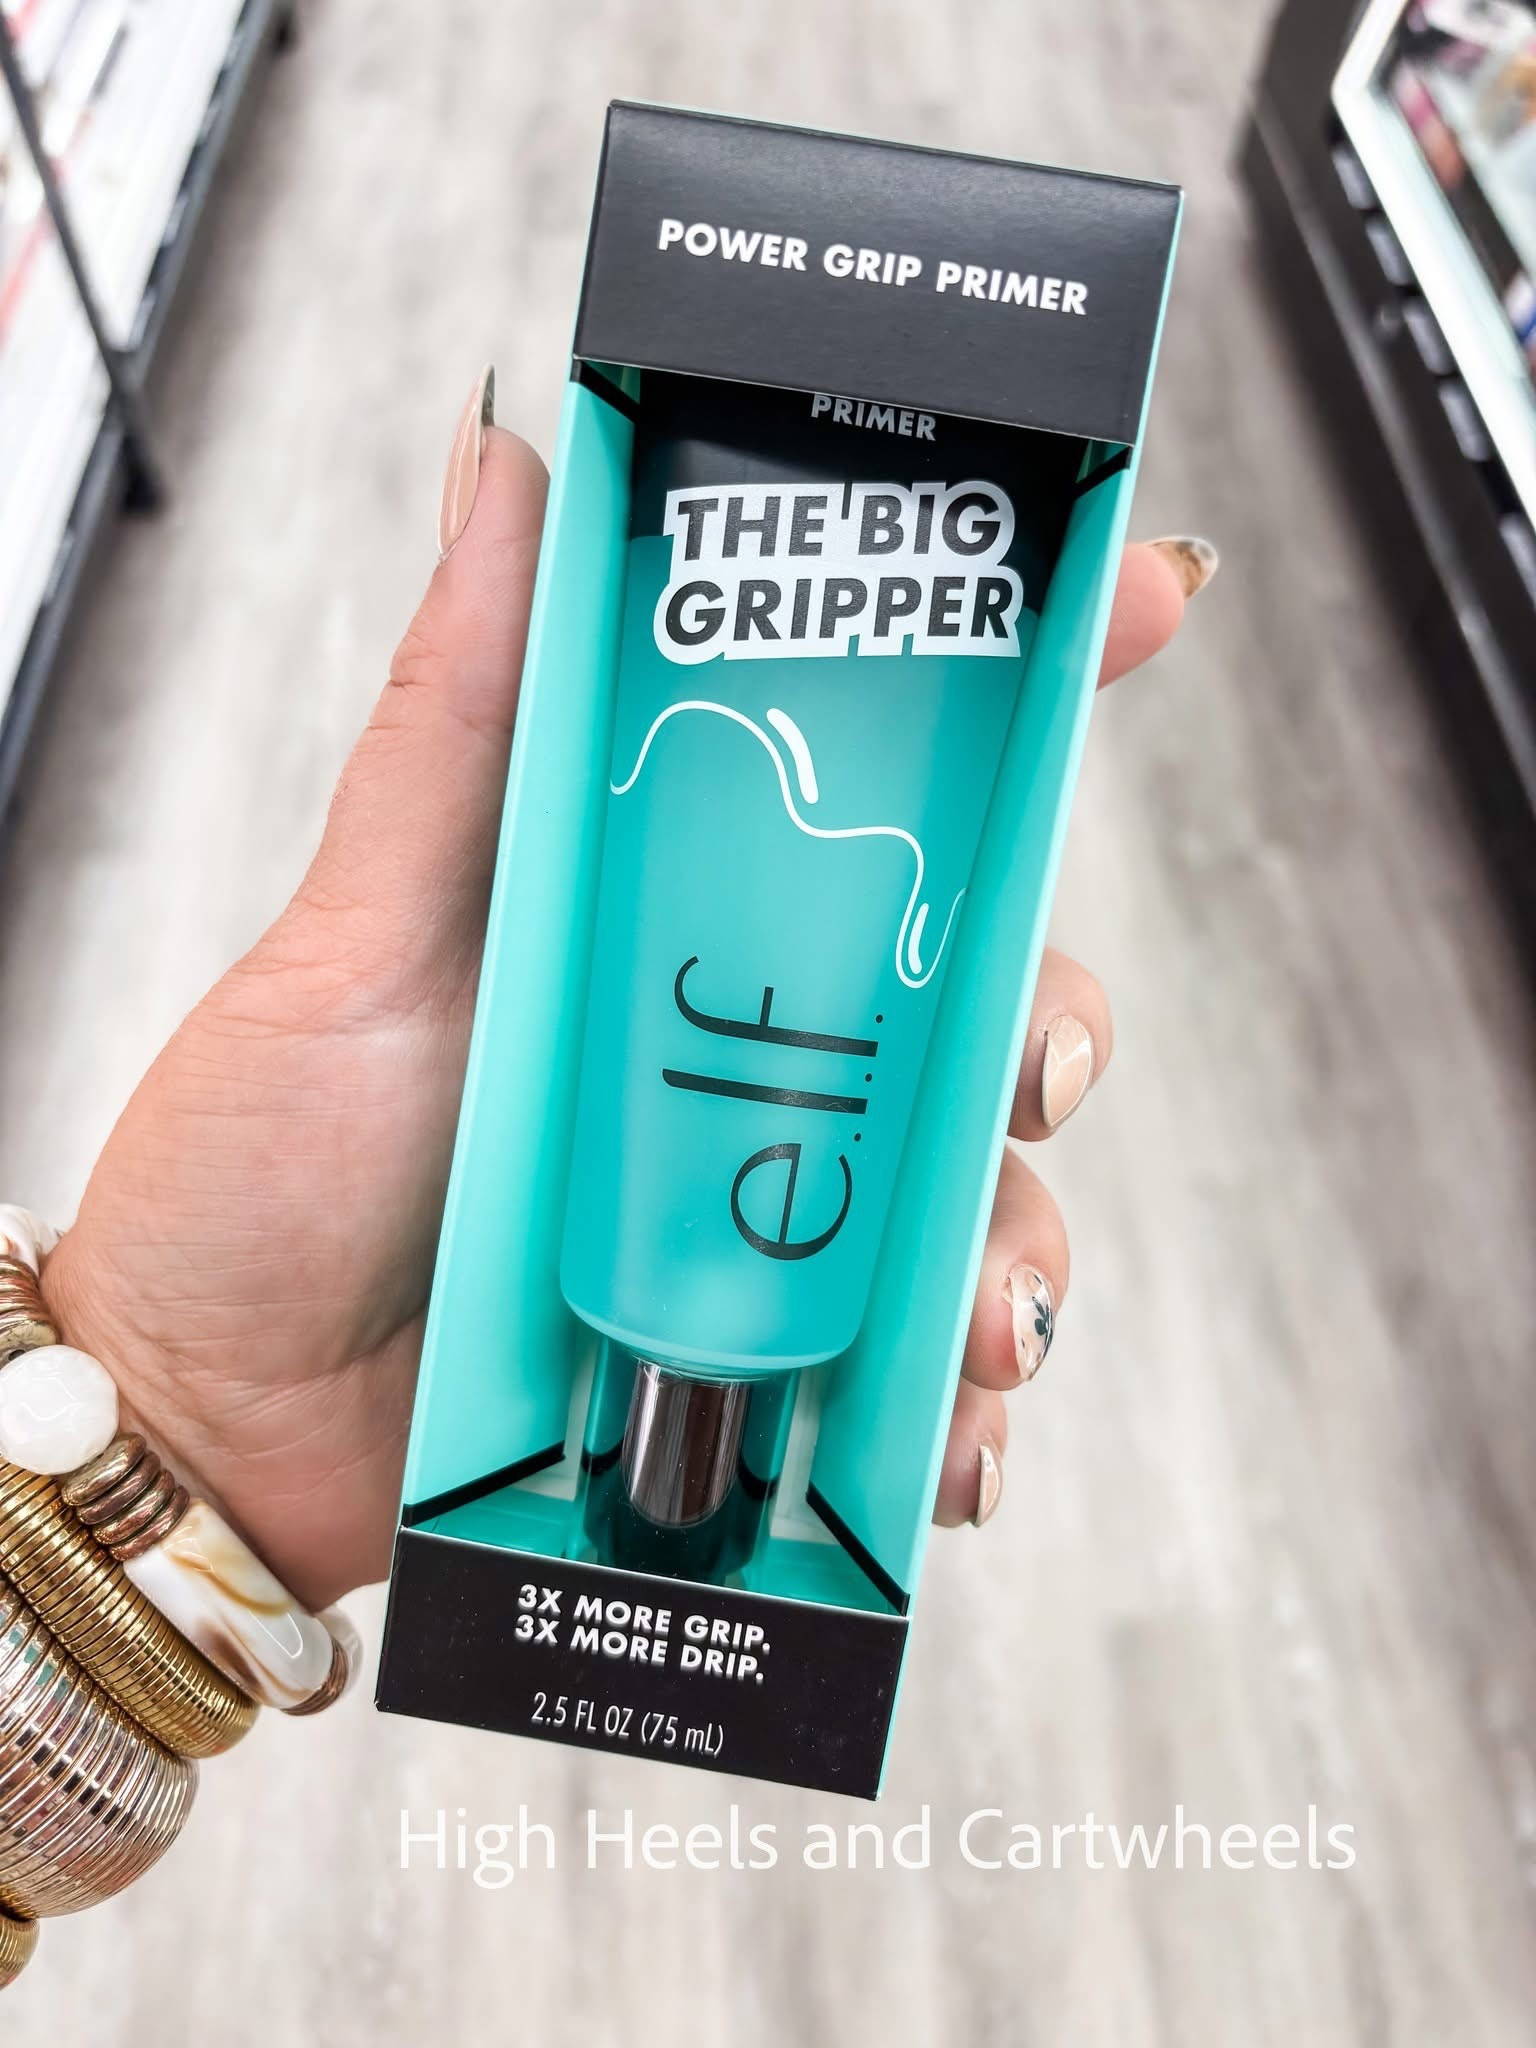 POWER GRIP PRIMER
PRIMER
THE BIG
GRIPPER
e.l.f.
3X MORE GRIP.
3X MORE DRIP.
2.5 FL OZ (75 mL)
High Heels and Cartwheels